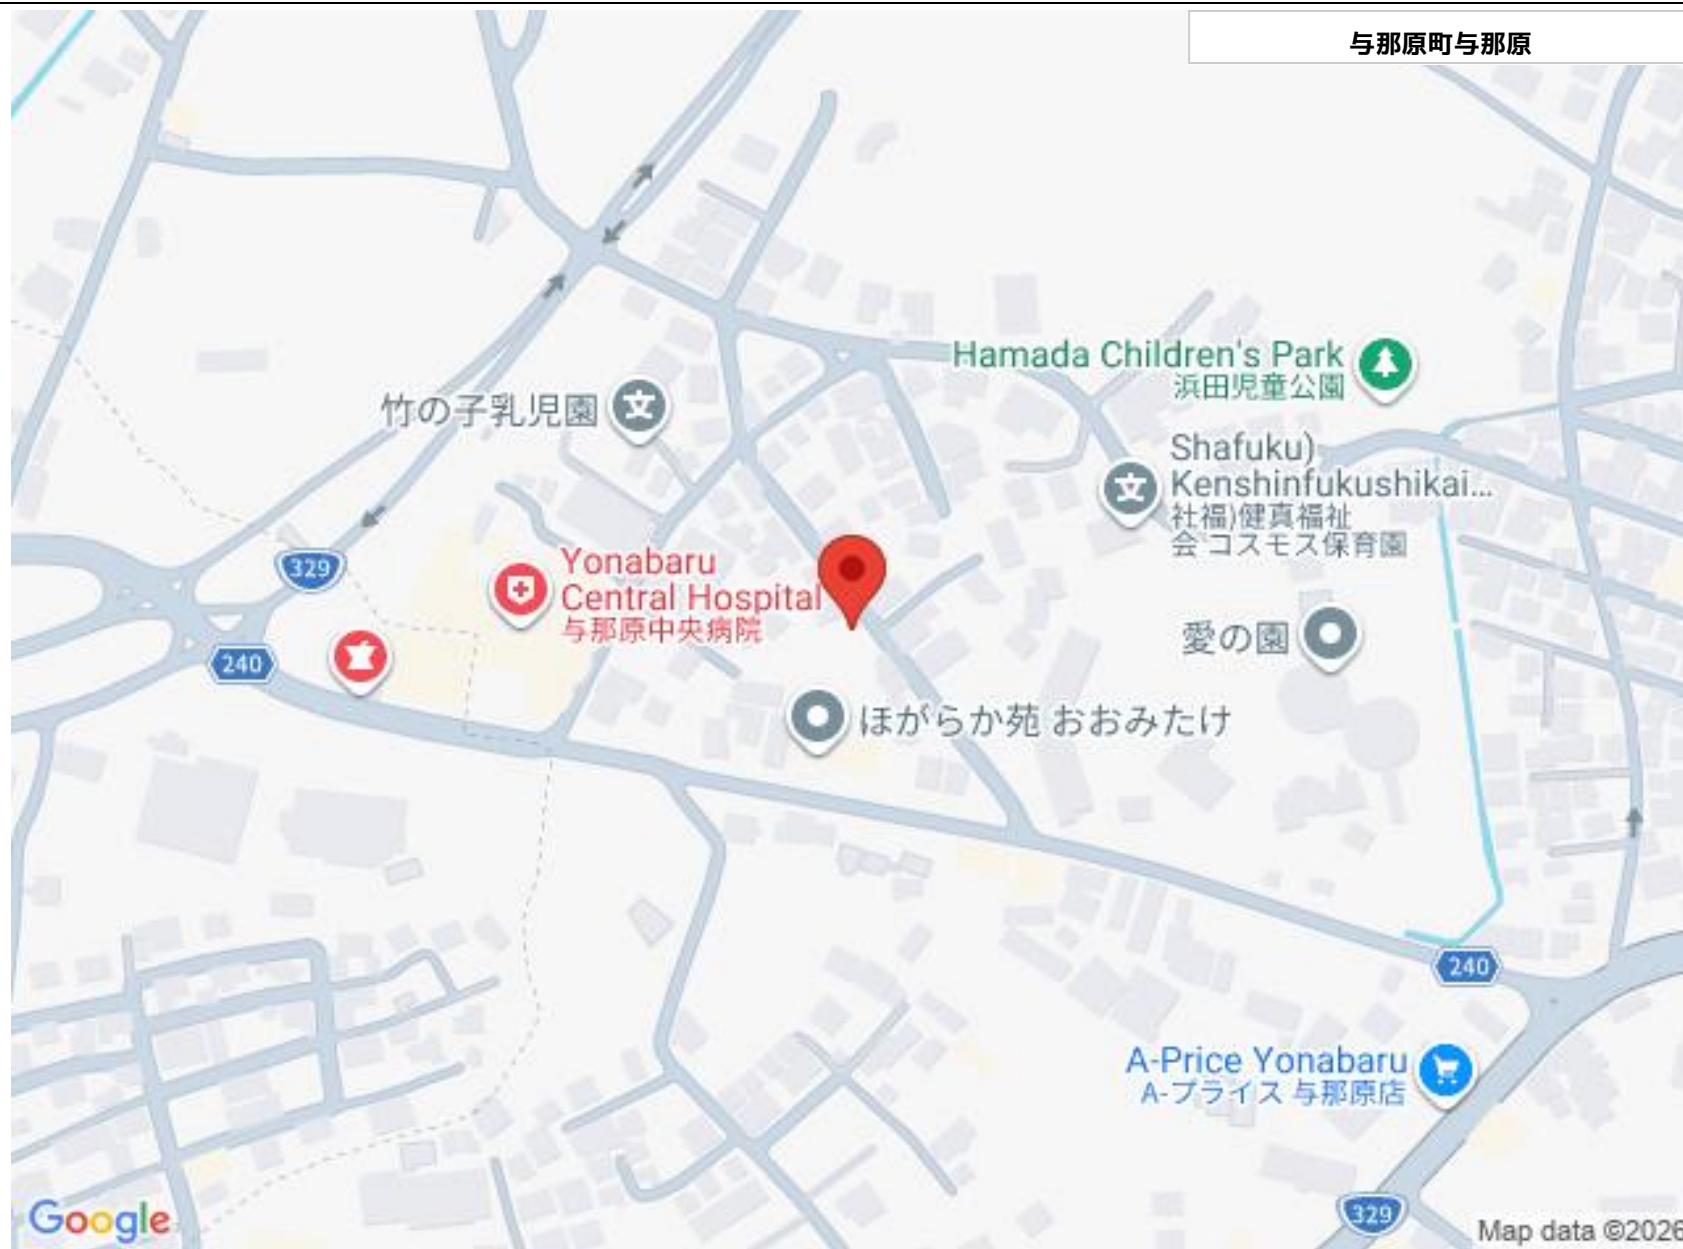 与那原町与那原
Hamada Children's Park
浜田児童公園
竹の子乳児園
Shafuku)
Kenshinfukushikai...
社福)健真福祉
会 コスモス保育園
329
Yonabaru
Central Hospital
与那原中央病院
240
愛の園
ほがらか苑 おおみたけ
240
A-Price Yonabaru
A-プライス 与那原店
329
Google
Map data ©2026